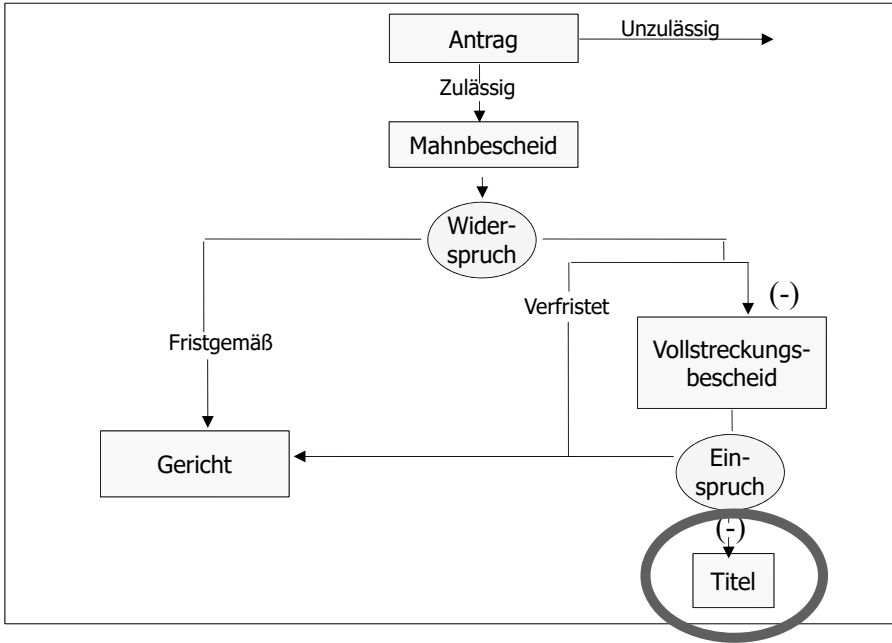 Antrag
Unzulässig
Zulässig
Mahnbescheid
Wider-
spruch
(-)
Verfristet
Fristgemäß
Vollstreckungs-
bescheid
Gericht
Ein-
spruch
(-)
Titel